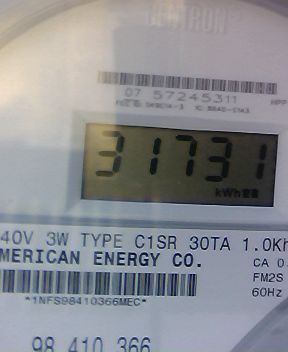 CENTRON
07 57245311
31731
kWh
40V 3W TYPE C1SR 30TA 1.0Kh
MERICAN ENERGY CO.
CA 0.
FM2S
60Hz
*1NFS98410366MEC*
98 410 366